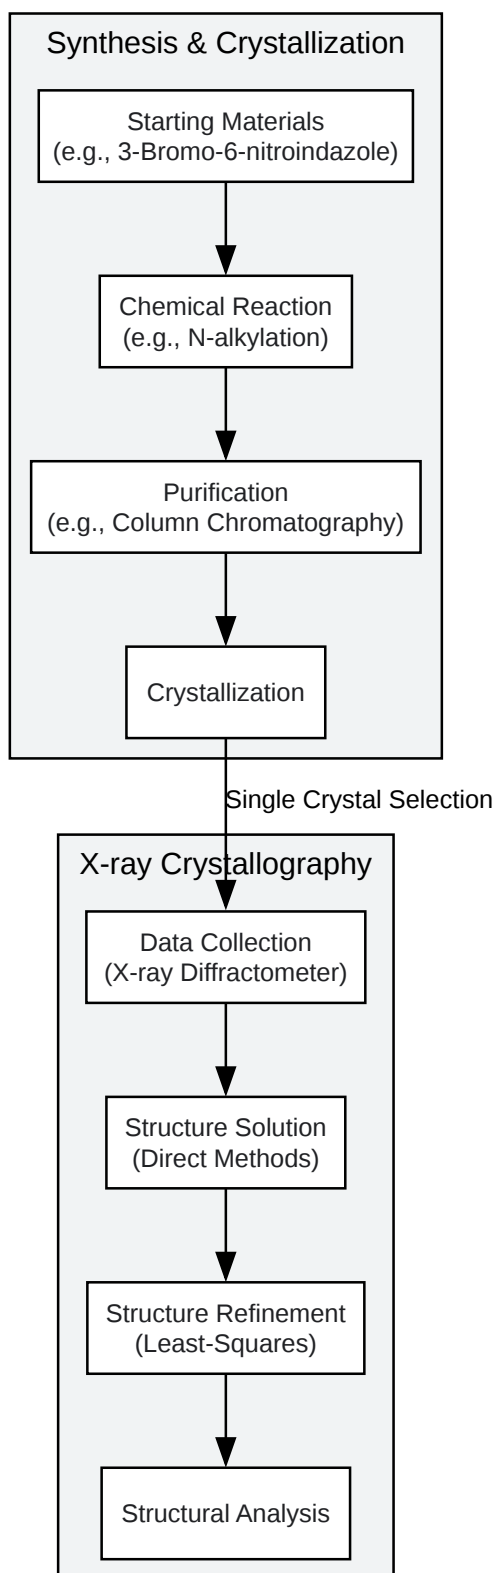 Synthesis & Crystallization
Starting Materials
(e.g., 3-Bromo-6-nitroindazole)
Chemical Reaction
(e.g., N-alkylation)
Purification
(e.g., Column Chromatography)
Crystallization
Single Crystal Selection
X-ray Crystallography
Data Collection
(X-ray Diffractometer)
Structure Solution
(Direct Methods)
Structure Refinement
(Least-Squares)
Structural Analysis